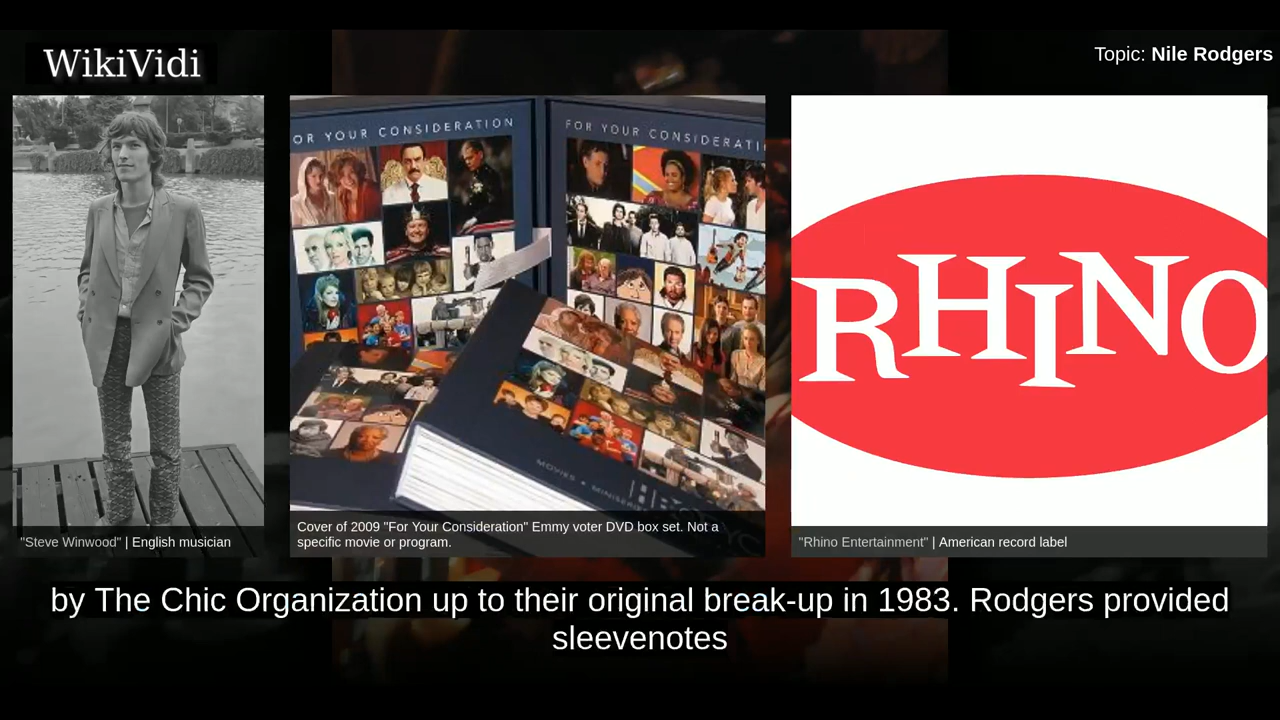 WikiVidi
Topic: Nile Rodgers
OR YOUR CONSIDERATION
FOR YOUR CONSIDERATI
RHINO
"Steve Winwood" | English musician
Cover of 2009 "For Your Consideration" Emmy voter DVD box set. Not a
specific movie or program.
"Rhino Entertainment" | American record label
by The Chic Organization up to their original break-up in 1983. Rodgers provided
sleevenotes